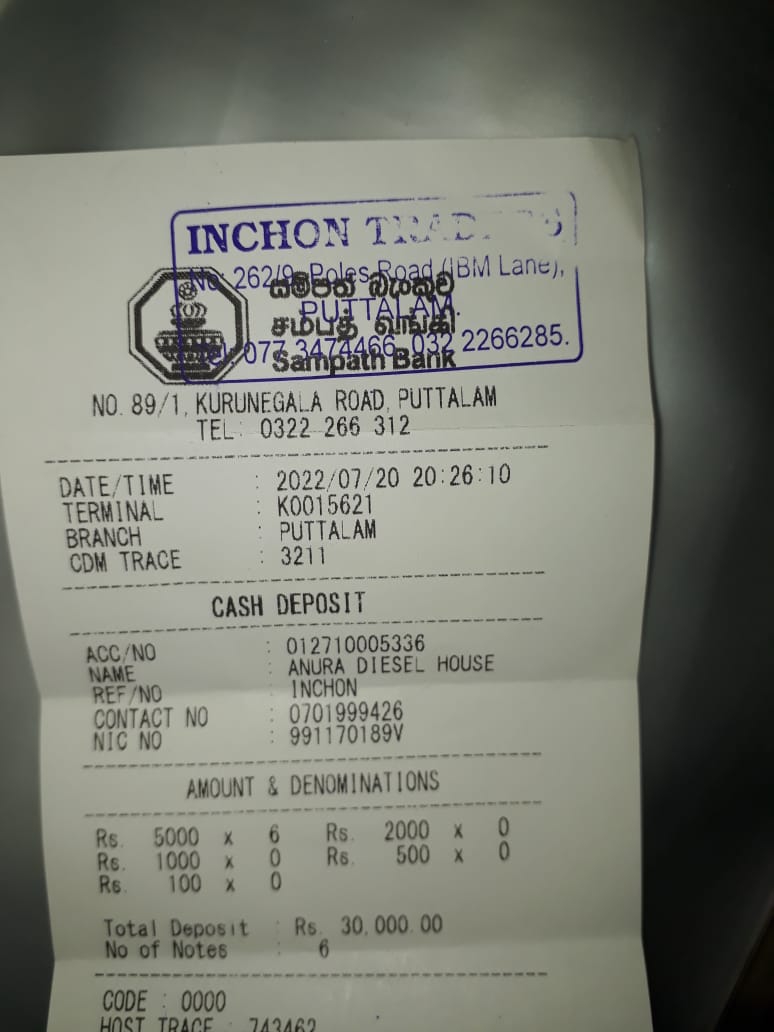 INCHON TRADERS
No: 262/9, Poles Road (IBM Lane),
PUTTALAM.
Tel: 077 3474466, 032 2266285.
සම්පත් බැංකුව
சம்பத் வங்கி
Sampath Bank
NO. 89/1, KURUNEGALA ROAD, PUTTALAM
TEL: 0322 266 312
DATE/TIME : 2022/07/20 20:26:10
TERMINAL : K0015621
BRANCH : PUTTALAM
CDM TRACE : 3211
CASH DEPOSIT
ACC/NO : 012710005336
NAME : ANURA DIESEL HOUSE
REF/NO : INCHON
CONTACT NO : 0701999426
NIC NO : 991170189V
AMOUNT & DENOMINATIONS
Rs. 5000 x 6 Rs. 2000 x 0
Rs. 1000 x 0 Rs. 500 x 0
Rs. 100 x 0
Total Deposit : Rs. 30,000.00
No of Notes : 6
CODE : 0000
HOST TRACE : 743462